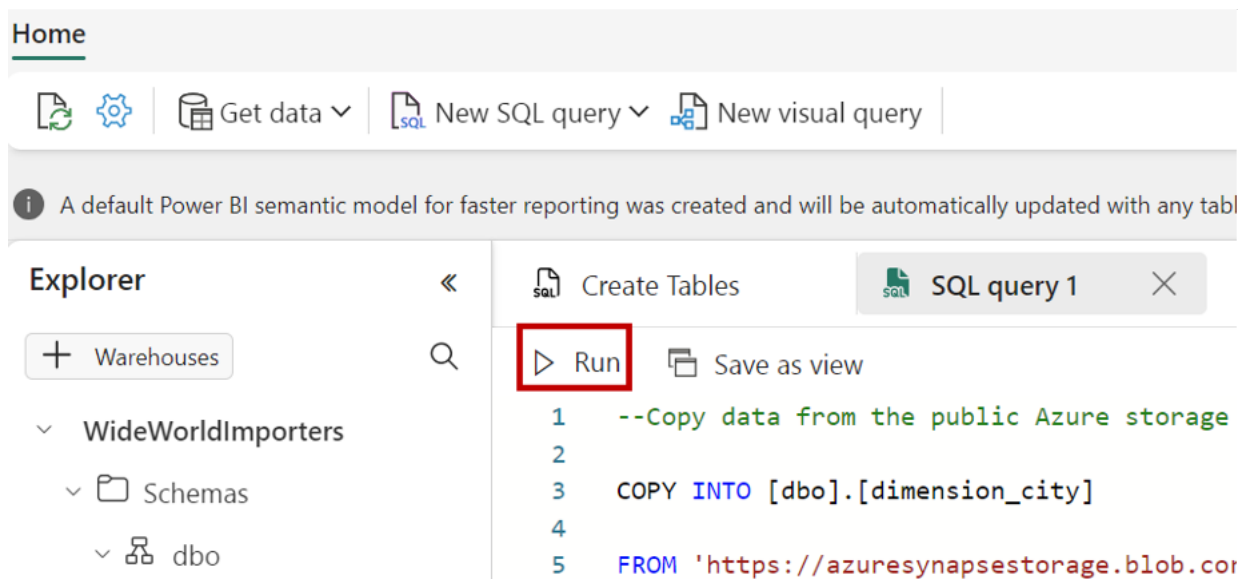 Home
Get data
SQL
New SQL query
New visual query
i A default Power BI semantic model for faster reporting was created and will be automatically updated with any tabl
Explorer
SQL Create Tables
SQL SQL query 1
Warehouses
Run
Save as view
WideWorldImporters
Schemas
dbo
1 --Copy data from the public Azure storage
2
3 COPY INTO [dbo].[dimension_city]
4
5 FROM 'https://azuresynapsestorage.blob.cor